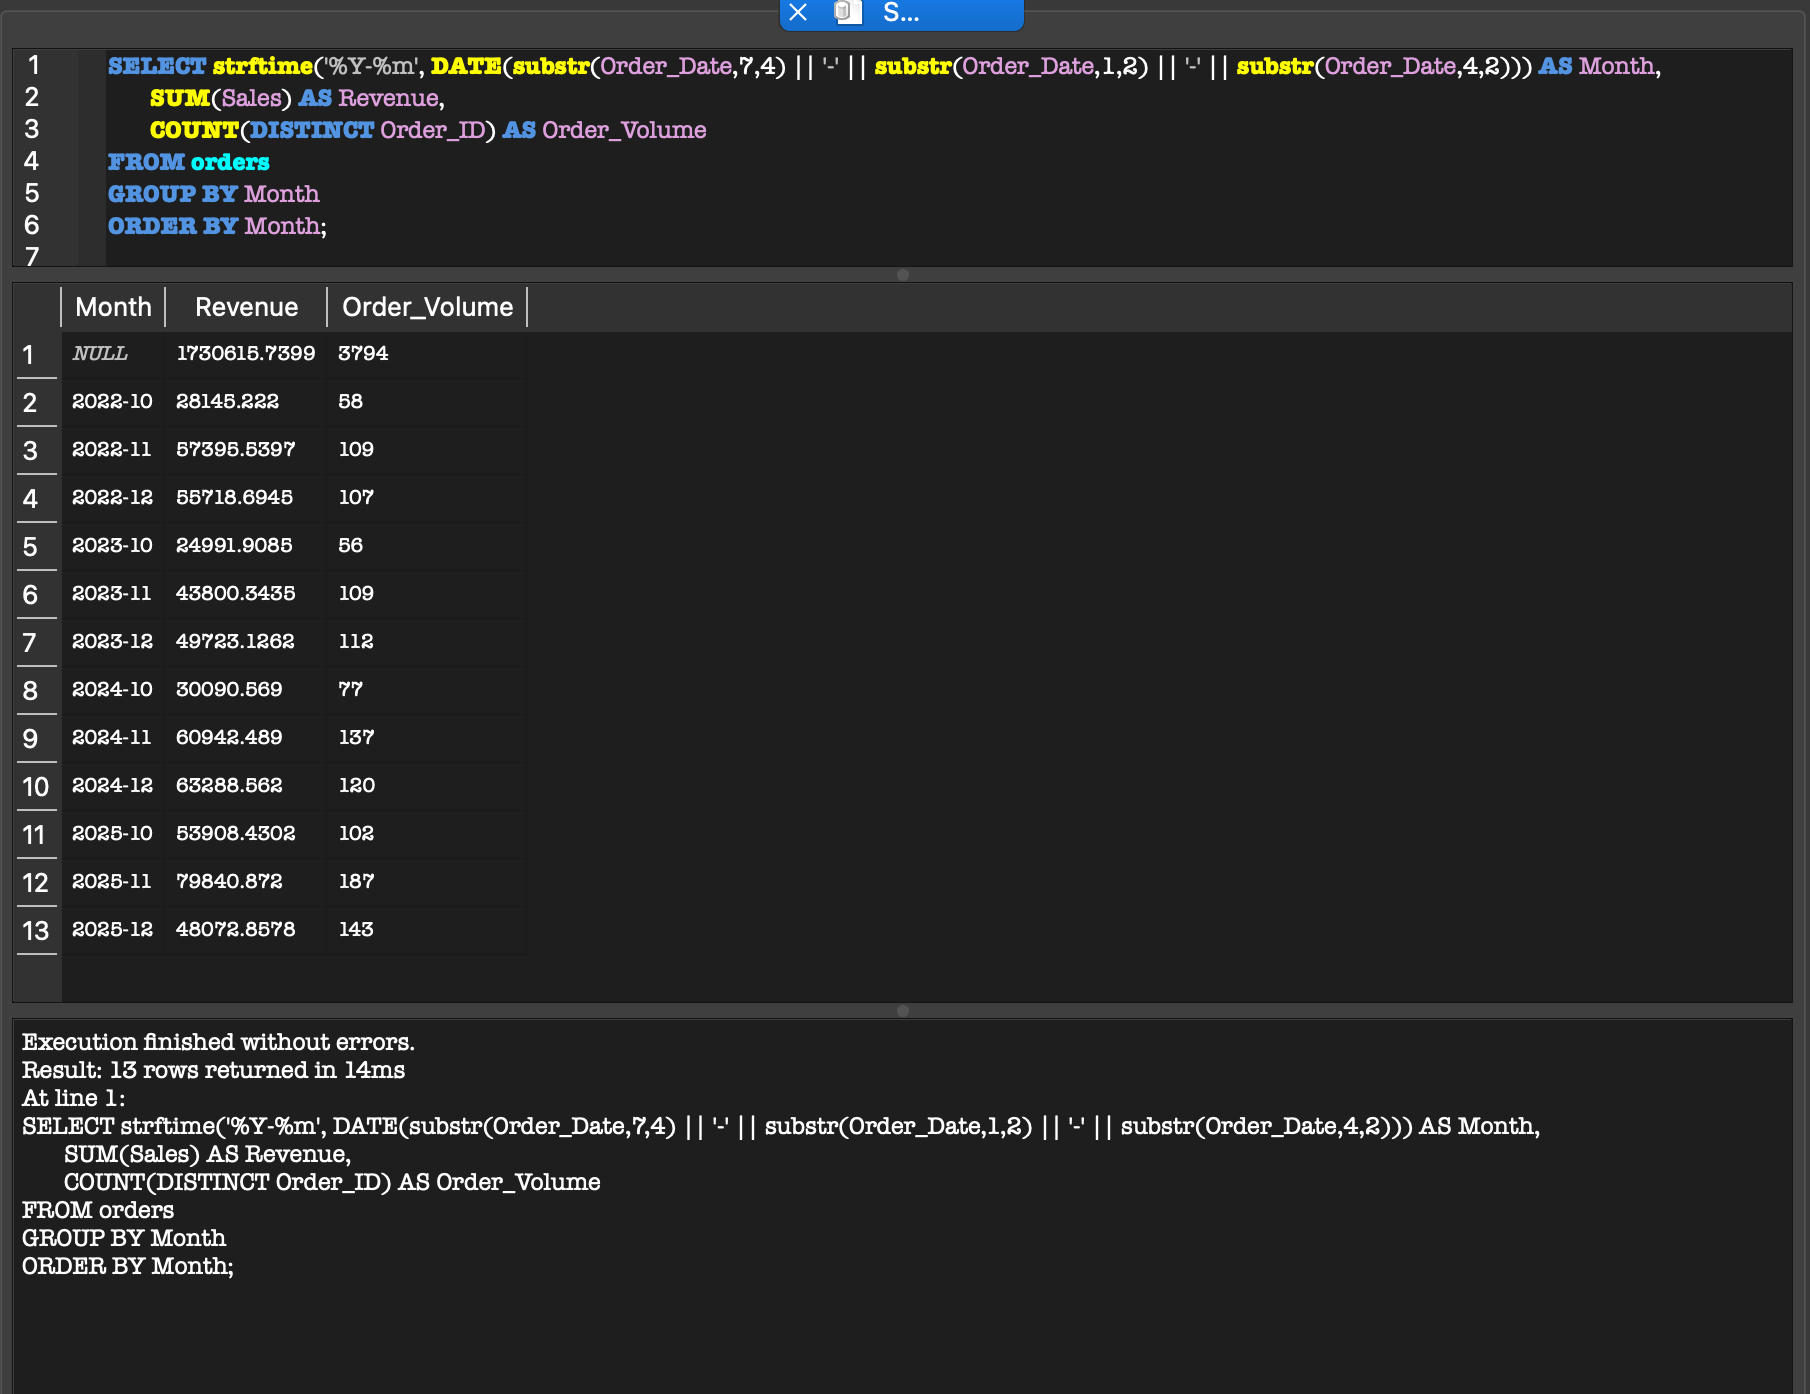 S...
1 SELECT strftime('%Y-%m', DATE(substr(Order_Date,7,4) || '-' || substr(Order_Date,1,2) || '-' || substr(Order_Date,4,2))) AS Month,
2 SUM(Sales) AS Revenue,
3 COUNT(DISTINCT Order_ID) AS Order_Volume
4 FROM orders
5 GROUP BY Month
6 ORDER BY Month;
7
Month Revenue Order_Volume
1 NULL 1730615.7399 3794
2 2022-10 28145.222 58
3 2022-11 57395.5397 109
4 2022-12 55718.6945 107
5 2023-10 24991.9085 56
6 2023-11 43800.3435 109
7 2023-12 49723.1262 112
8 2024-10 30090.569 77
9 2024-11 60942.489 137
10 2024-12 63288.562 120
11 2025-10 53908.4302 102
12 2025-11 79840.872 187
13 2025-12 48072.8578 143
Execution finished without errors.
Result: 13 rows returned in 14ms
At line 1:
SELECT strftime('%Y-%m', DATE(substr(Order_Date,7,4) || '-' || substr(Order_Date,1,2) || '-' || substr(Order_Date,4,2))) AS Month,
SUM(Sales) AS Revenue,
COUNT(DISTINCT Order_ID) AS Order_Volume
FROM orders
GROUP BY Month
ORDER BY Month;